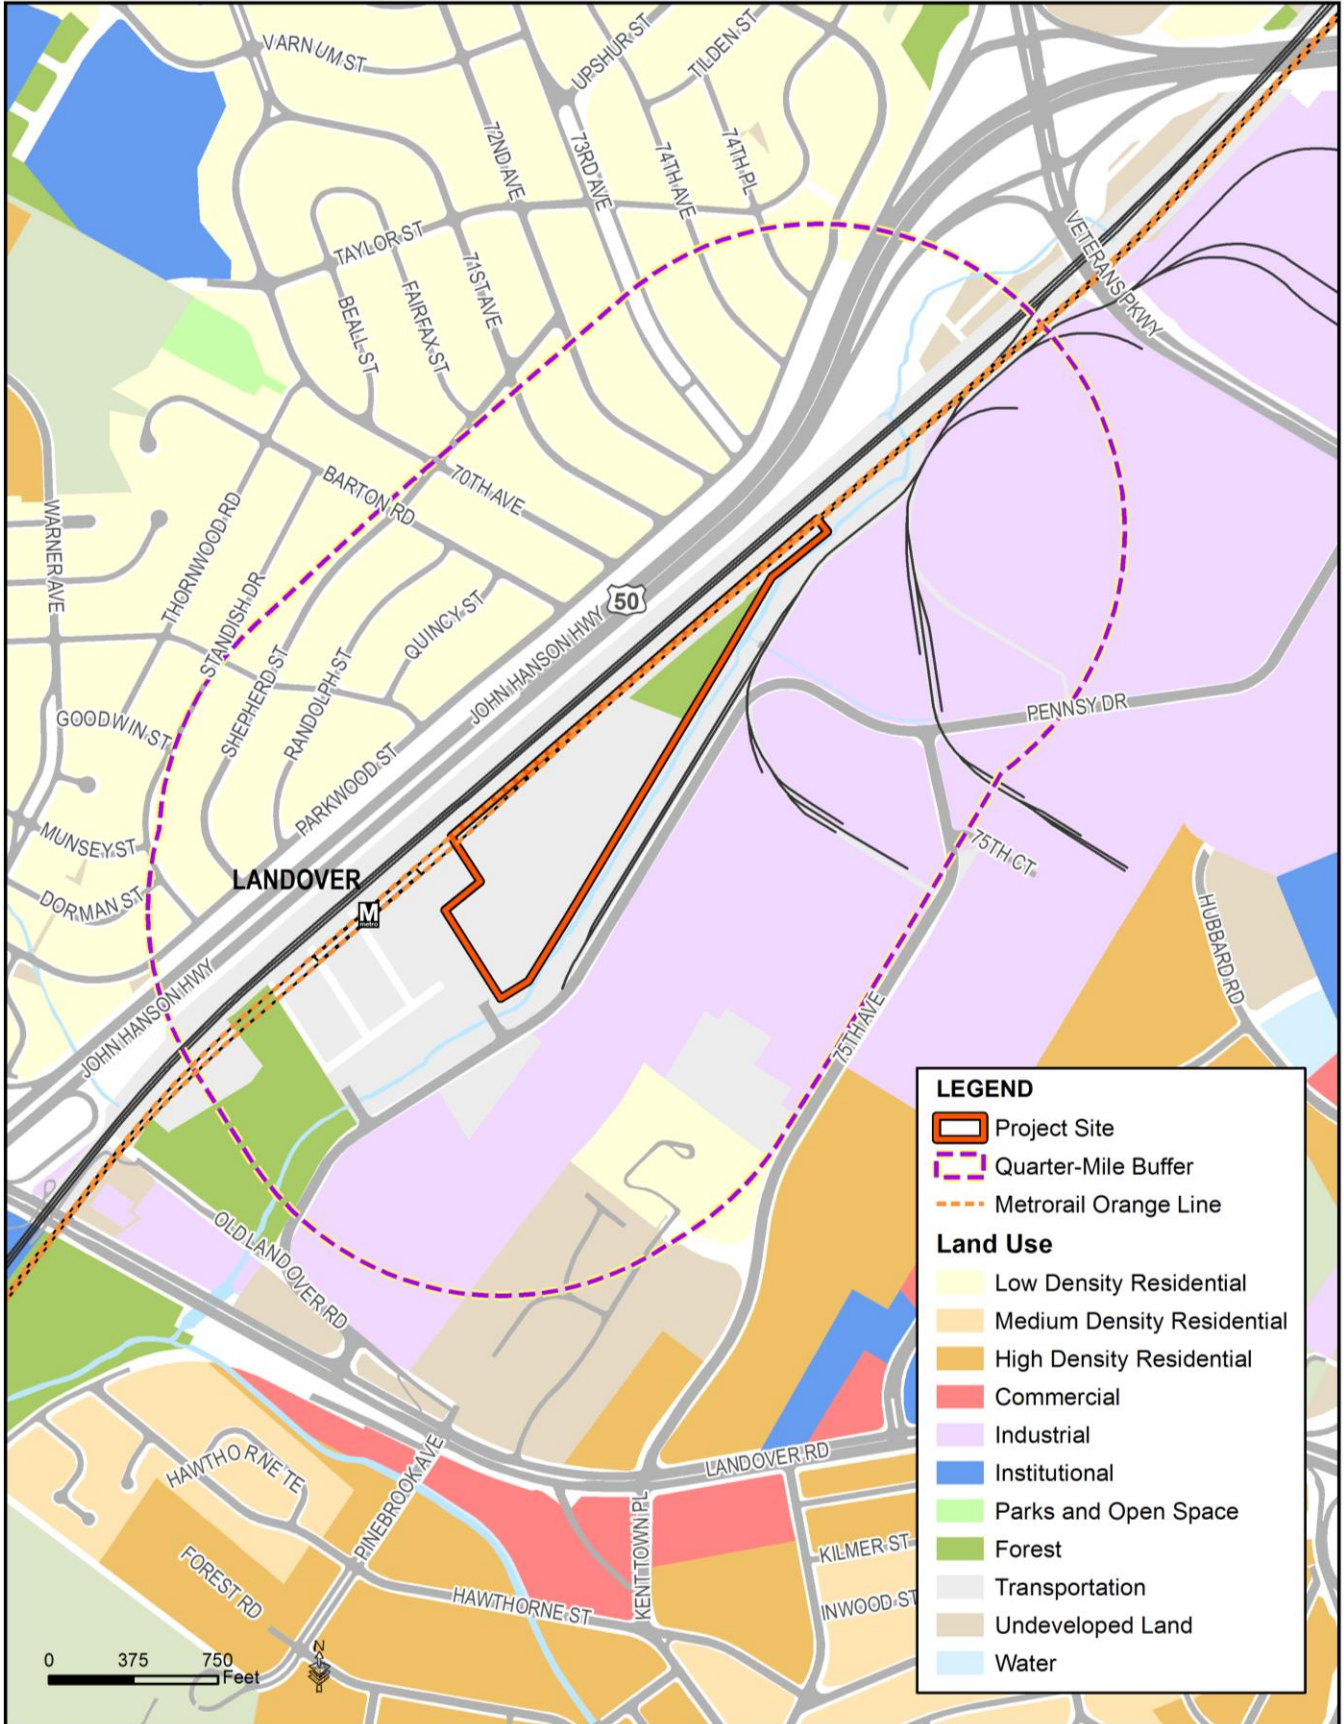 VARNUM ST
UPSHUR ST
TILDEN ST
72ND AVE
73RD AVE
74TH AVE
74TH PL
TAYLOR ST
71ST AVE
BEALL ST
FAIRFAX ST
VETERANS PKWY
BARTON RD
70TH AVE
WARNER AVE
THORNWOOD RD
STANDISH DR
QUINCY ST
50
JOHN HANSON HWY
SHEPHERD ST
RANDOLPH ST
GOODWIN ST
PARKWOOD ST
PENNSY DR
MUNSEY ST
75TH CT
LANDOVER
M
metro
DORMAN ST
HUBBARD RD
JOHN HANSON HWY
75TH AVE
OLD LANDOVER RD
LANDOVER RD
HAWTHORNE TE
PINEBROOK AVE
KENT TOWN PL
KILMER ST
FOREST RD
HAWTHORNE ST
INWOOD ST
LEGEND
Project Site
Quarter-Mile Buffer
Metrorail Orange Line
Land Use
Low Density Residential
Medium Density Residential
High Density Residential
Commercial
Industrial
Institutional
Parks and Open Space
Forest
Transportation
Undeveloped Land
Water
0 375 750
Feet
N